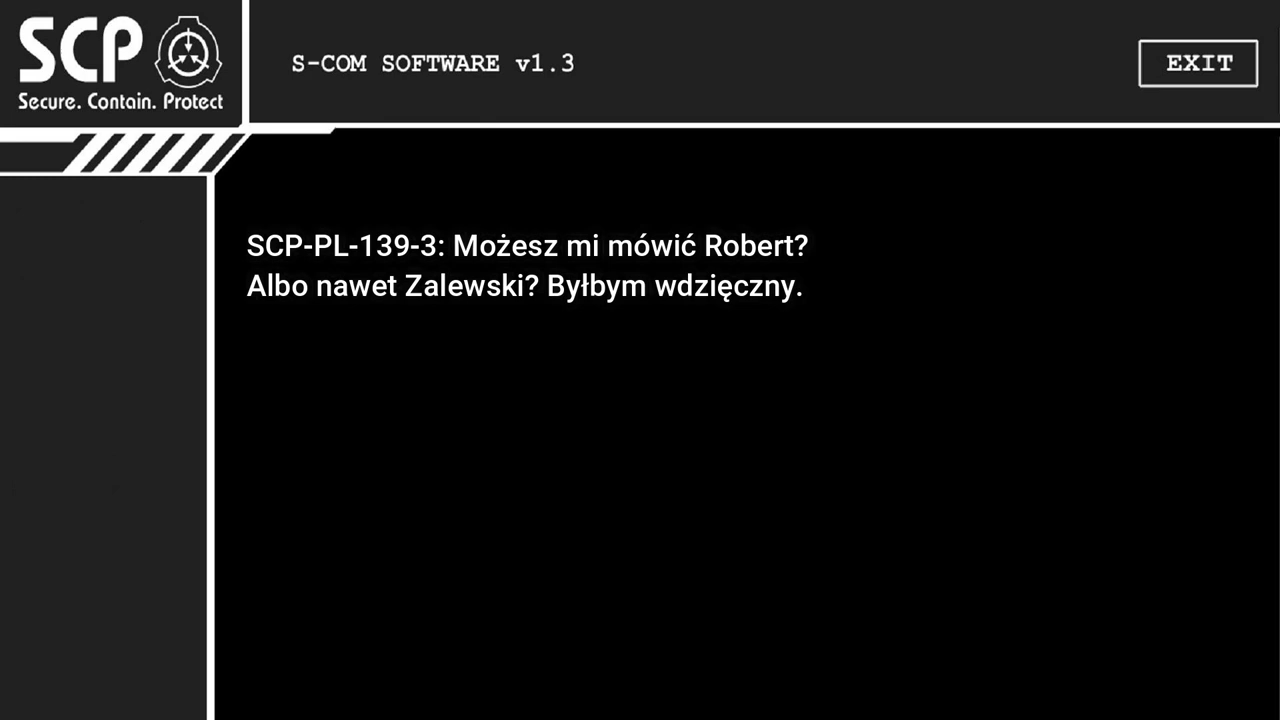 SCP
Secure. Contain. Protect
S-COM SOFTWARE v1.3
EXIT
SCP-PL-139-3: Możesz mi mówić Robert?
Albo nawet Zalewski? Byłbym wdzięczny.